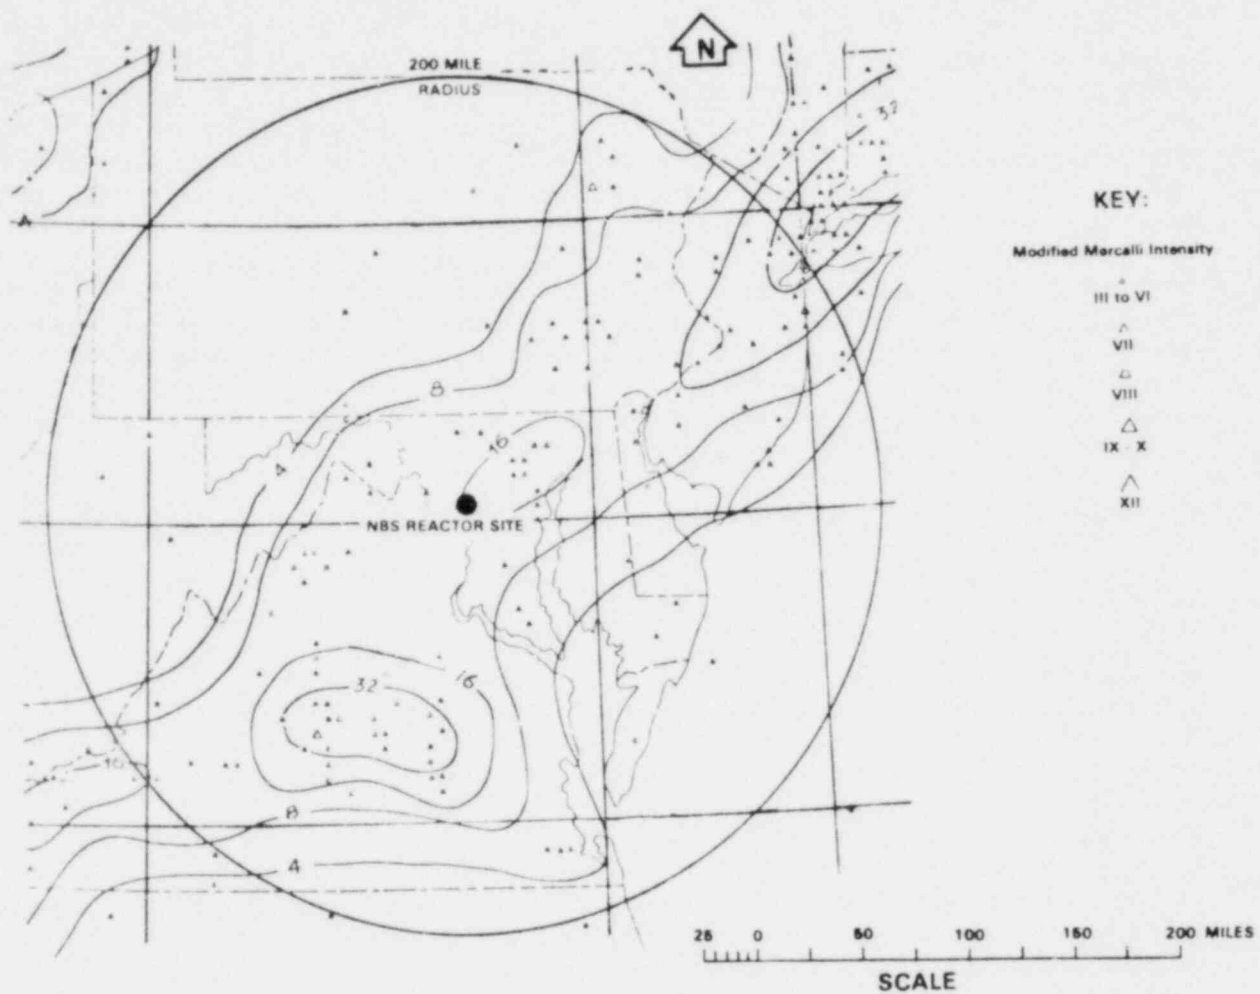 N
200 MILE
RADIUS
32
KEY:
Modified Mercalli Intensity
III to VI
VII
VIII
IX - X
XII
8
16
4
NBS REACTOR SITE
32
16
16
8
4
25 0 50 100 150 200 MILES
SCALE